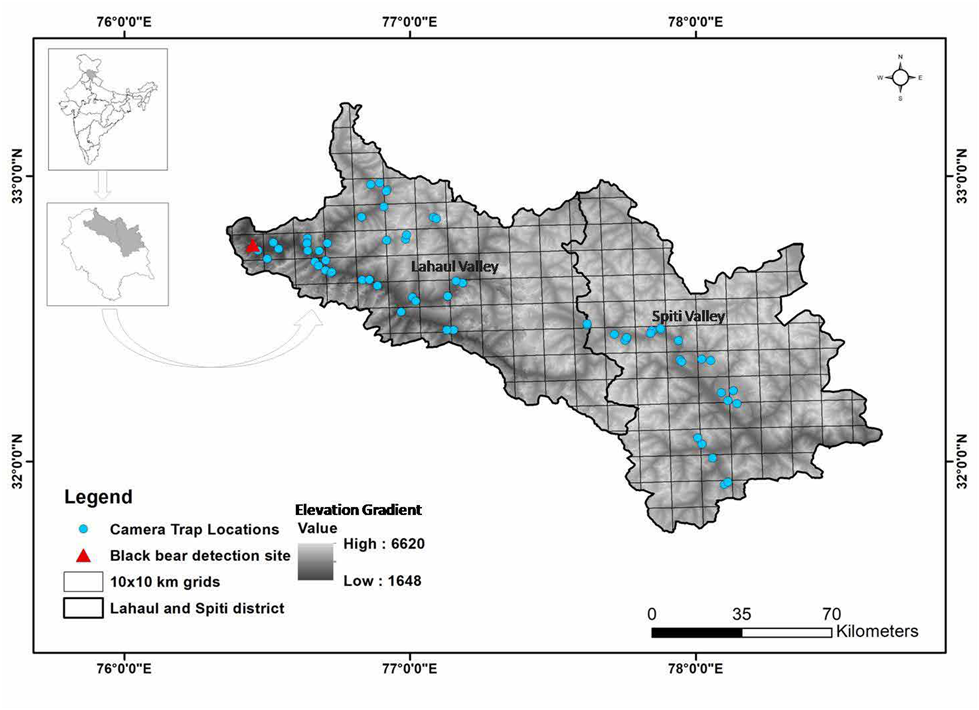 76°0'0"E 77°0'0"E 78°0'0"E
N
W E
S
33°0'0"N 33°0'0"N
Lahaul Valley
Spiti Valley
32°0'0"N 32°0'0"N
Legend
Camera Trap Locations
Black bear detection site
10x10 km grids
Lahaul and Spiti district
Elevation Gradient
Value
High : 6620
Low : 1648
0 35 70
Kilometers
76°0'0"E 77°0'0"E 78°0'0"E